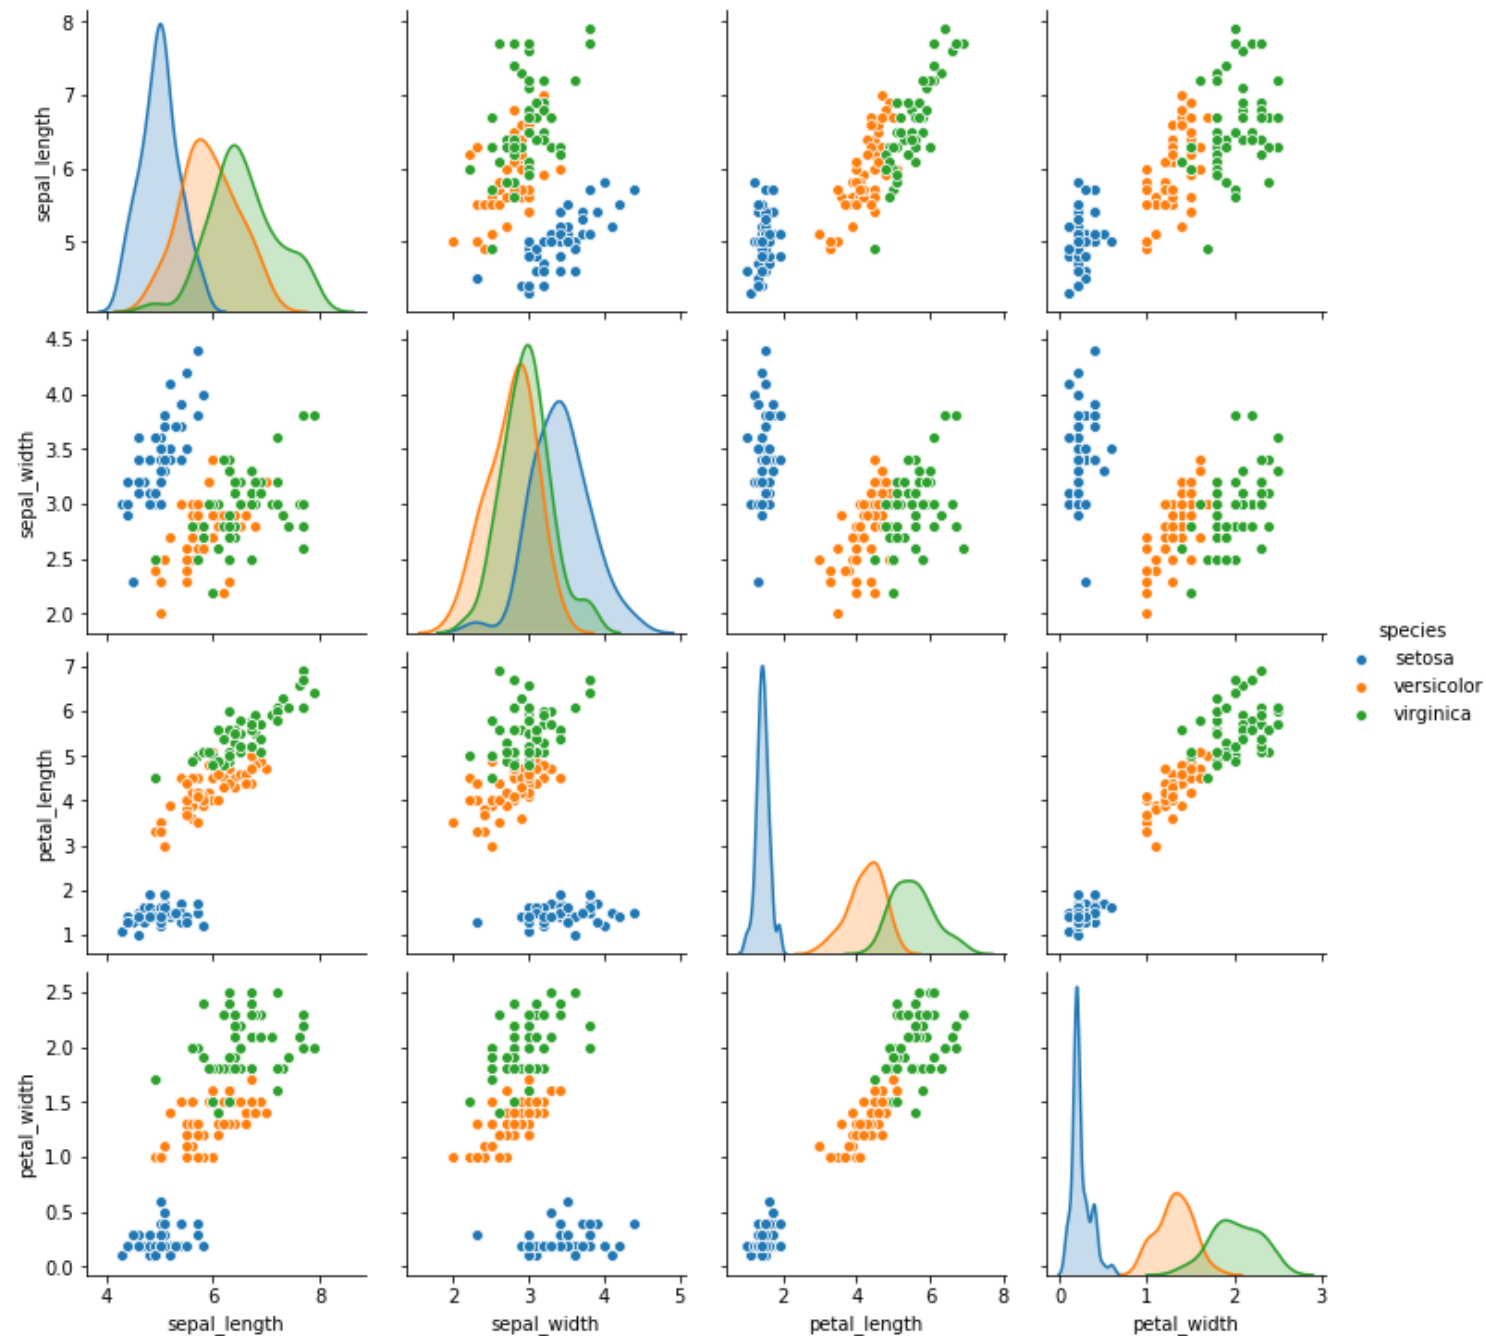 8
7
6
5
sepal_length
4.5
4.0
3.5
3.0
2.5
2.0
sepal_width
species
setosa
versicolor
virginica
7
6
5
4
3
2
1
petal_length
2.5
2.0
1.5
1.0
0.5
0.0
petal_width
4 6 8
2 3 4 5
2 4 6 8
0 1 2 3
sepal_length
sepal_width
petal_length
petal_width